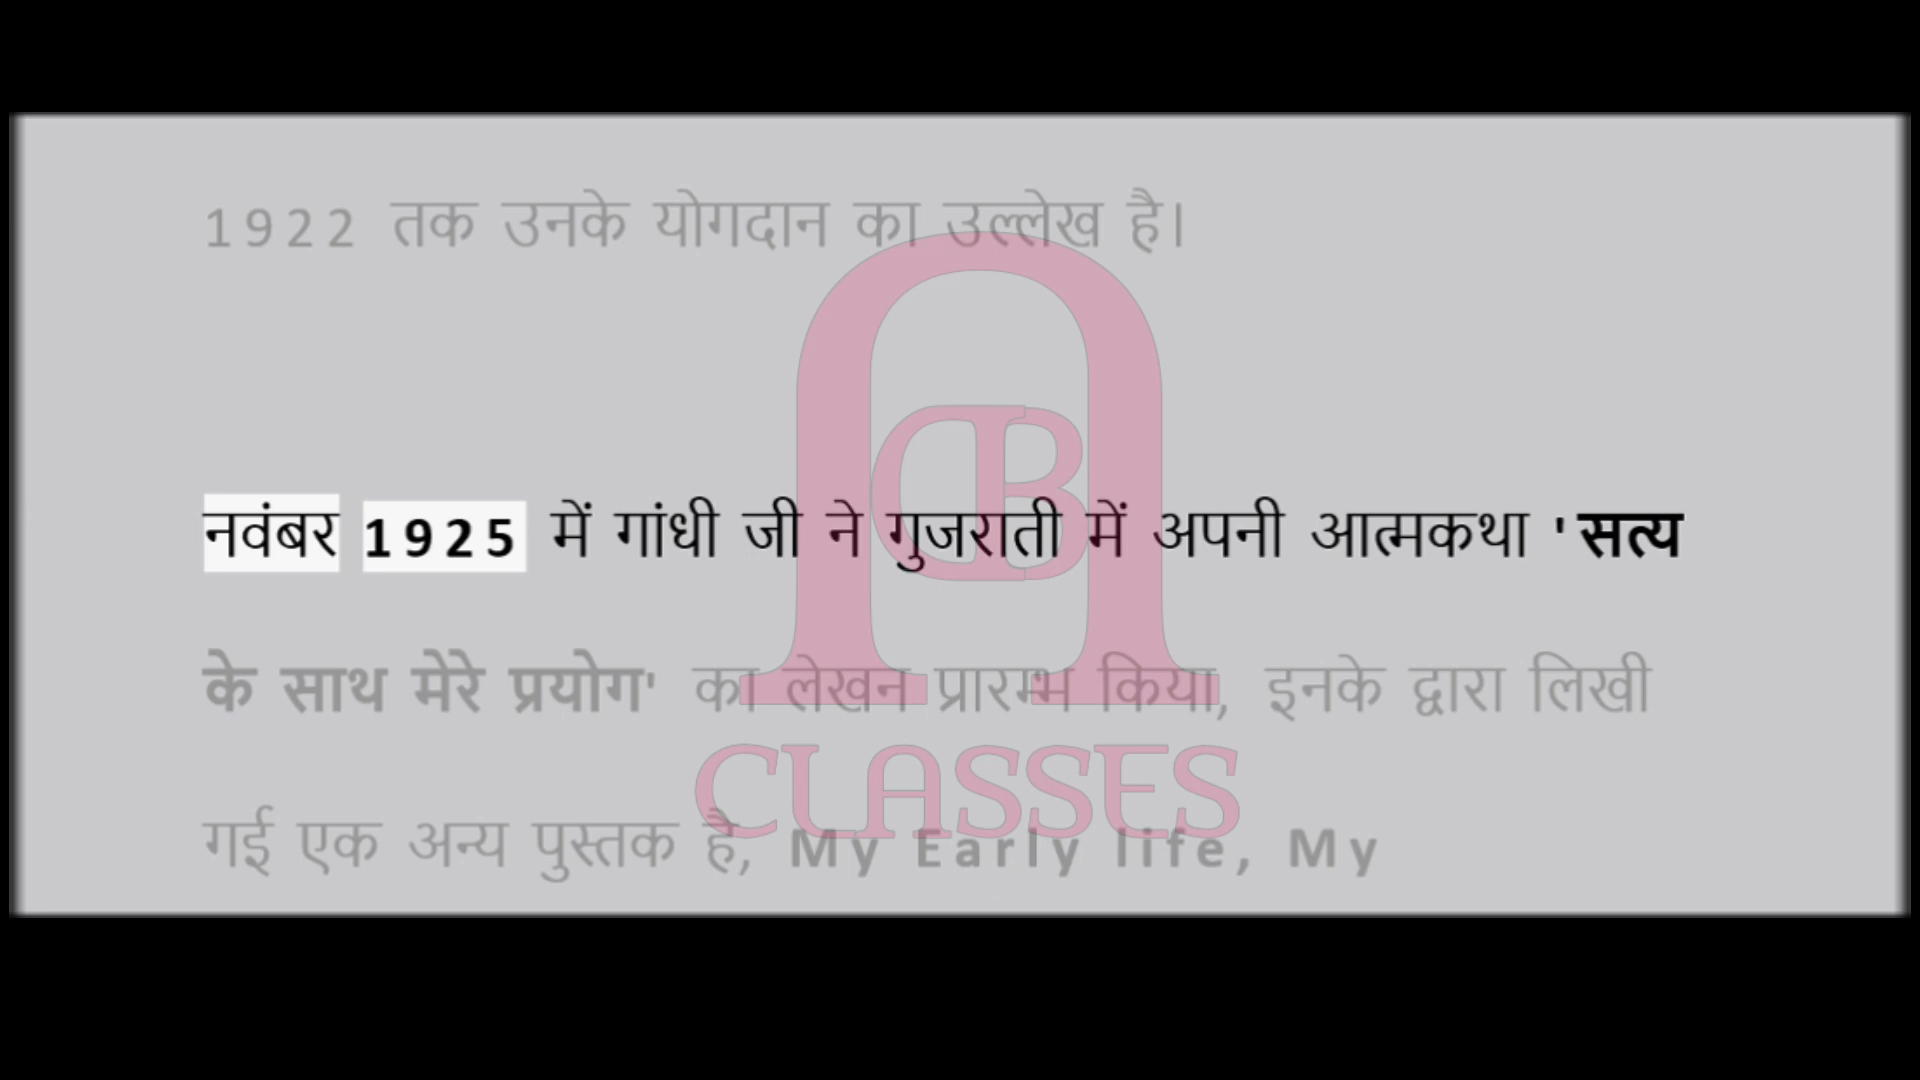 1922 तक उनके योगदान का उल्लेख है।
नवंबर 1925 में गांधी जी ने गुजराती में अपनी आत्मकथा 'सत्य
के साथ मेरे प्रयोग' का लेखन प्रारम्भ किया, इनके द्वारा लिखी
गई एक अन्य पुस्तक है, My Early life, My
CLASSES